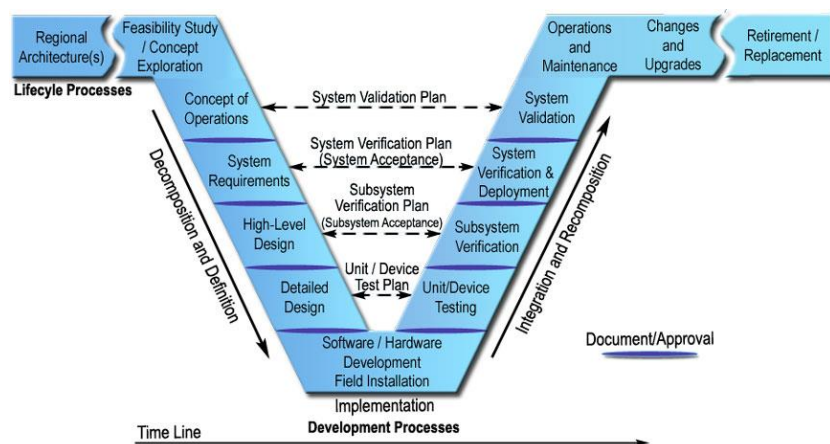 Regional
Architecture(s)
Feasibility Study
/ Concept
Exploration
Operations
and
Maintenance
Changes
and
Upgrades
Retirement /
Replacement
Lifecyle Processes
Concept of
Operations
System Validation Plan
System
Validation
System
Requirements
System Verification Plan
(System Acceptance)
System
Verification &
Deployment
High-Level
Design
Subsystem
Verification Plan
(Subsystem Acceptance)
Subsystem
Verification
Detailed
Design
Unit / Device
Test Plan
Unit/Device
Testing
Decomposition and Definition
Integration and Recomposition
Software / Hardware
Development
Field Installation
Document/Approval
Implementation
Time Line
Development Processes